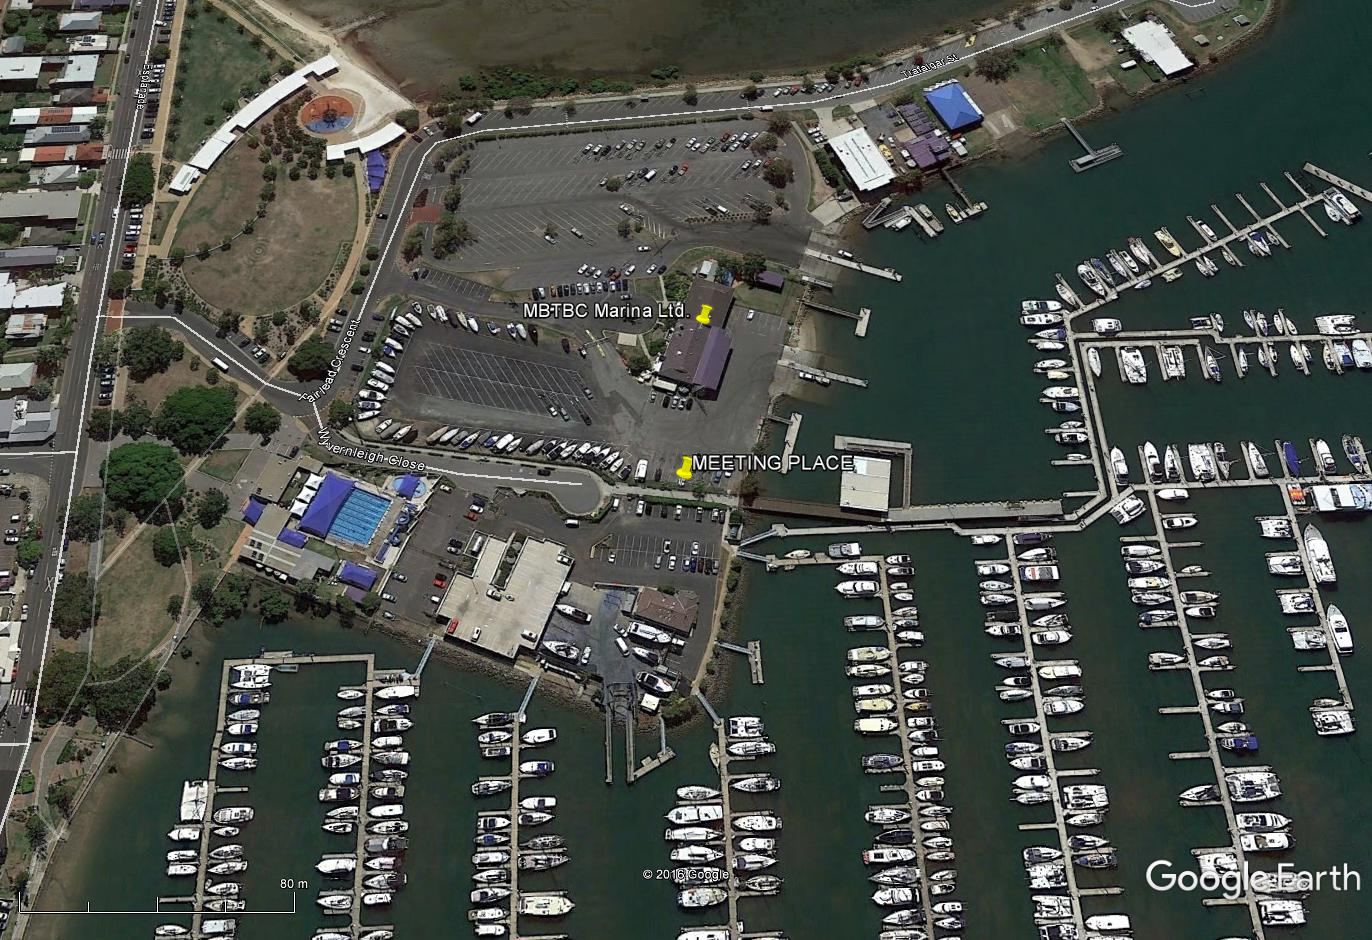 Esplanade
Trafalgar St
MBTBC Marina Ltd.
Fairlead Crescent
Wyvernleigh Close
MEETING PLACE
© 2016 Google
80 m
Google Earth